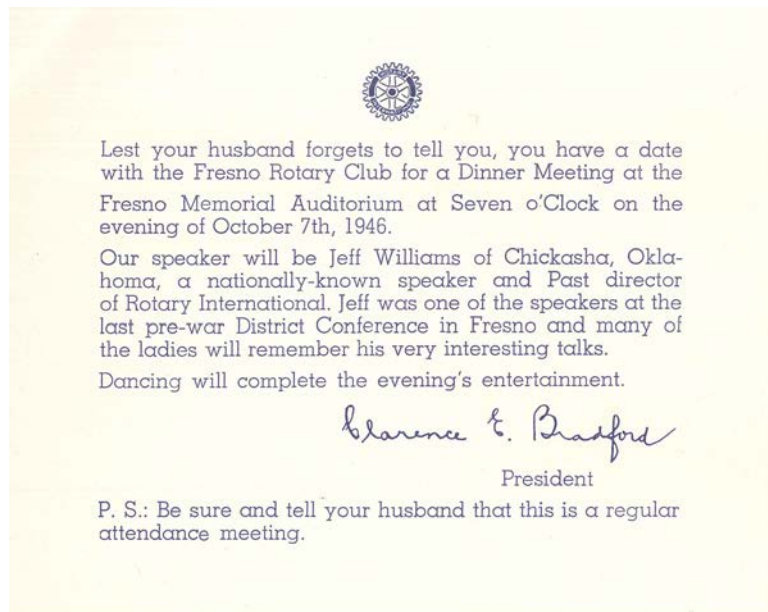 Lest your husband forgets to tell you, you have a date
with the Fresno Rotary Club for a Dinner Meeting at the
Fresno Memorial Auditorium at Seven o'Clock on the
evening of October 7th, 1946.
Our speaker will be Jeff Williams of Chickasha, Okla-
homa, a nationally-known speaker and Past director
of Rotary International. Jeff was one of the speakers at the
last pre-war District Conference in Fresno and many of
the ladies will remember his very interesting talks.
Dancing will complete the evening's entertainment.
Clarence E. Bradford
President
P. S.: Be sure and tell your husband that this is a regular
attendance meeting.